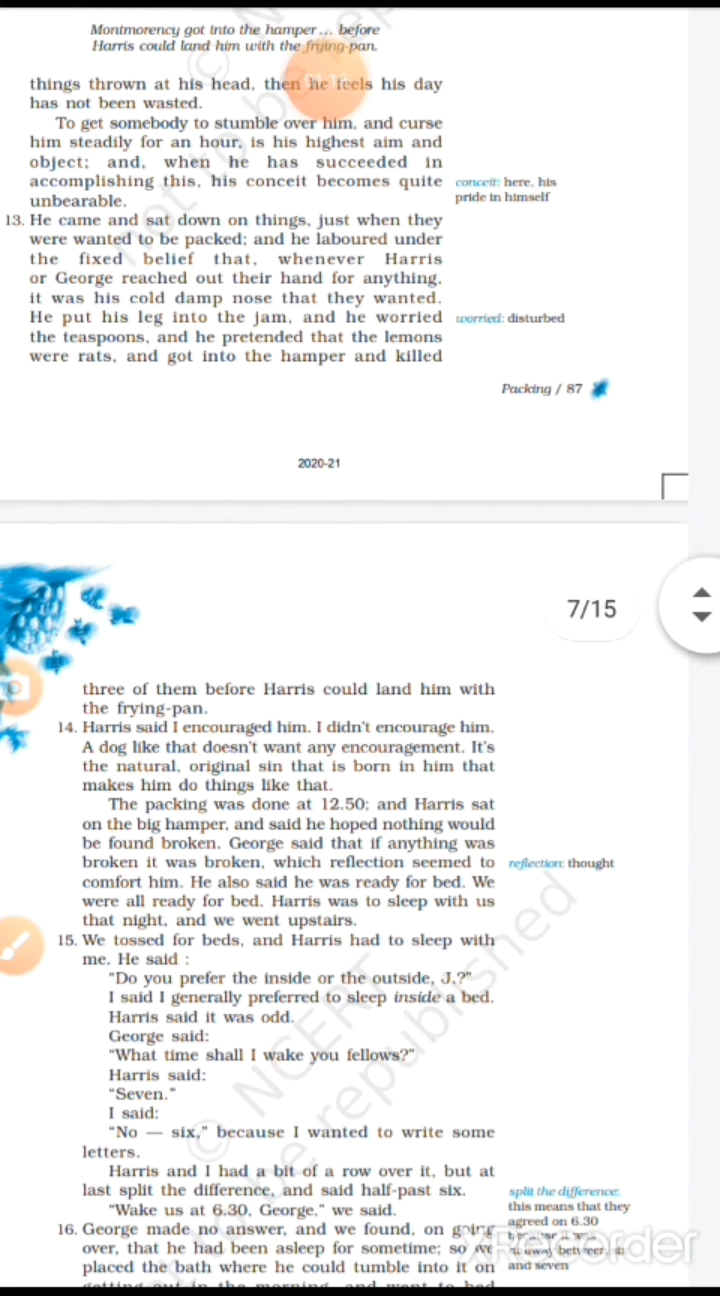 Montmorency got into the hamper... before
Harris could land him with the frying-pan.
things thrown at his head, then he feels his day
has not been wasted.
To get somebody to stumble over him, and curse
him steadily for an hour, is his highest aim and
object; and, when he has succeeded in
accomplishing this, his conceit becomes quite
unbearable.
conceit: here, his
pride in himself
13. He came and sat down on things, just when they
were wanted to be packed; and he laboured under
the fixed belief that, whenever Harris
or George reached out their hand for anything,
it was his cold damp nose that they wanted.
He put his leg into the jam, and he worried
the teaspoons, and he pretended that the lemons
were rats, and got into the hamper and killed
worried: disturbed
Packing / 87
2020-21
7/15
three of them before Harris could land him with
the frying-pan.
14. Harris said I encouraged him. I didn't encourage him.
A dog like that doesn't want any encouragement. It's
the natural, original sin that is born in him that
makes him do things like that.
The packing was done at 12.50; and Harris sat
on the big hamper, and said he hoped nothing would
be found broken. George said that if anything was
broken it was broken, which reflection seemed to
comfort him. He also said he was ready for bed. We
were all ready for bed. Harris was to sleep with us
that night, and we went upstairs.
reflection: thought
15. We tossed for beds, and Harris had to sleep with
me. He said :
"Do you prefer the inside or the outside, J.?"
I said I generally preferred to sleep inside a bed.
Harris said it was odd.
George said:
"What time shall I wake you fellows?"
Harris said:
"Seven."
I said:
"No — six," because I wanted to write some
letters.
Harris and I had a bit of a row over it, but at
last split the difference, and said half-past six.
"Wake us at 6.30, George," we said.
split the difference:
this means that they
agreed on 6.30
because it was
between
and seven
16. George made no answer, and we found, on going
over, that he had been asleep for sometime; so we
placed the bath where he could tumble into it on
getting out in the morning, and went to bed
© NCERT
not to be republished
XRecorder